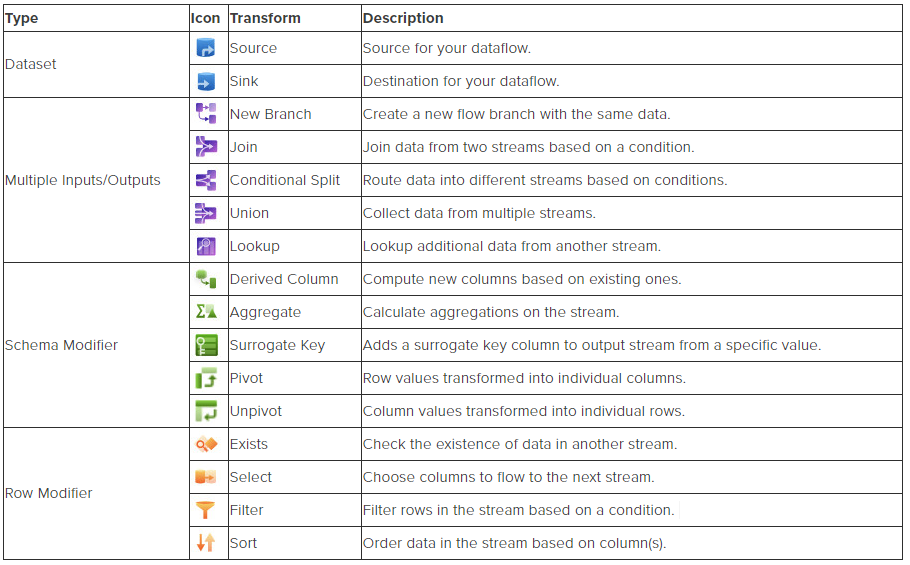 Type Icon Transform Description
Dataset
Source Source for your dataflow.
Sink Destination for your dataflow.
Multiple Inputs/Outputs
New Branch Create a new flow branch with the same data.
Join Join data from two streams based on a condition.
Conditional Split Route data into different streams based on conditions.
Union Collect data from multiple streams.
Lookup Lookup additional data from another stream.
Schema Modifier
Derived Column Compute new columns based on existing ones.
Aggregate Calculate aggregations on the stream.
Surrogate Key Adds a surrogate key column to output stream from a specific value.
Pivot Row values transformed into individual columns.
Unpivot Column values transformed into individual rows.
Row Modifier
Exists Check the existence of data in another stream.
Select Choose columns to flow to the next stream.
Filter Filter rows in the stream based on a condition.
Sort Order data in the stream based on column(s).